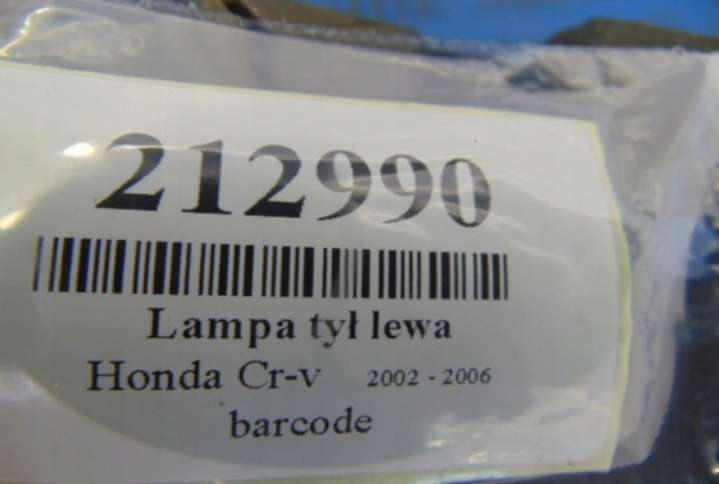 212990
Lampa tył lewa
Honda Cr-v 2002 - 2006
barcode